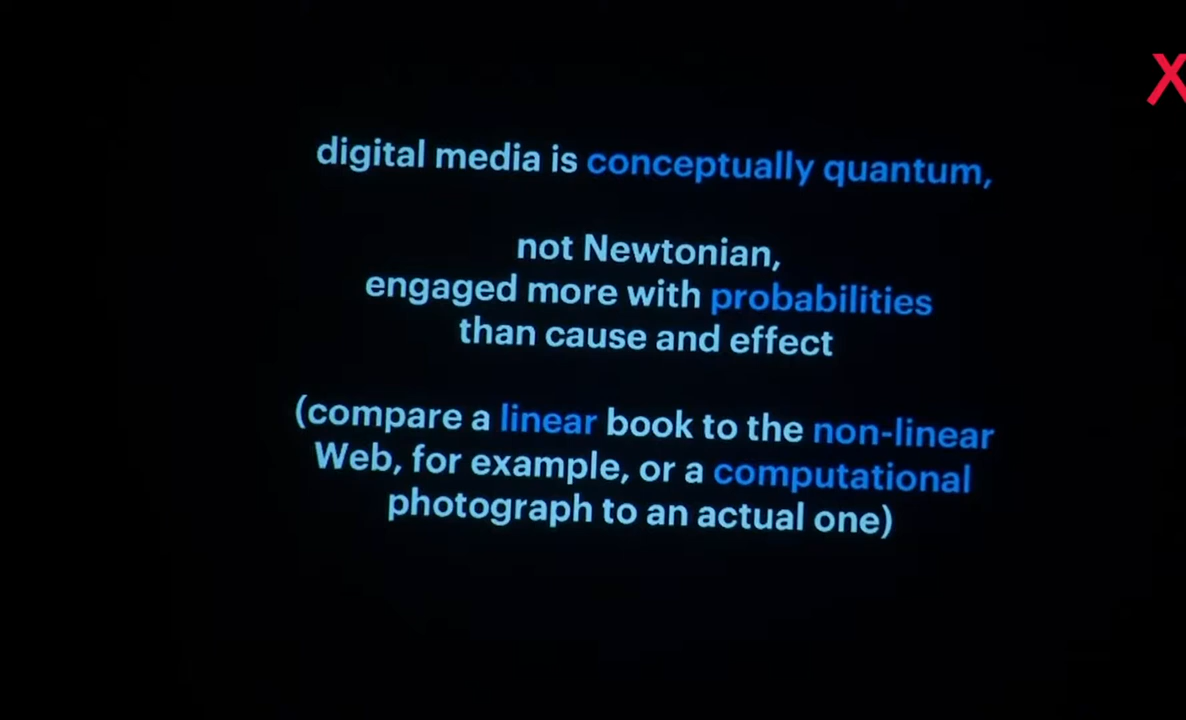 digital media is conceptually quantum,
not Newtonian,
engaged more with probabilities
than cause and effect
(compare a linear book to the non-linear
Web, for example, or a computational
photograph to an actual one)
X